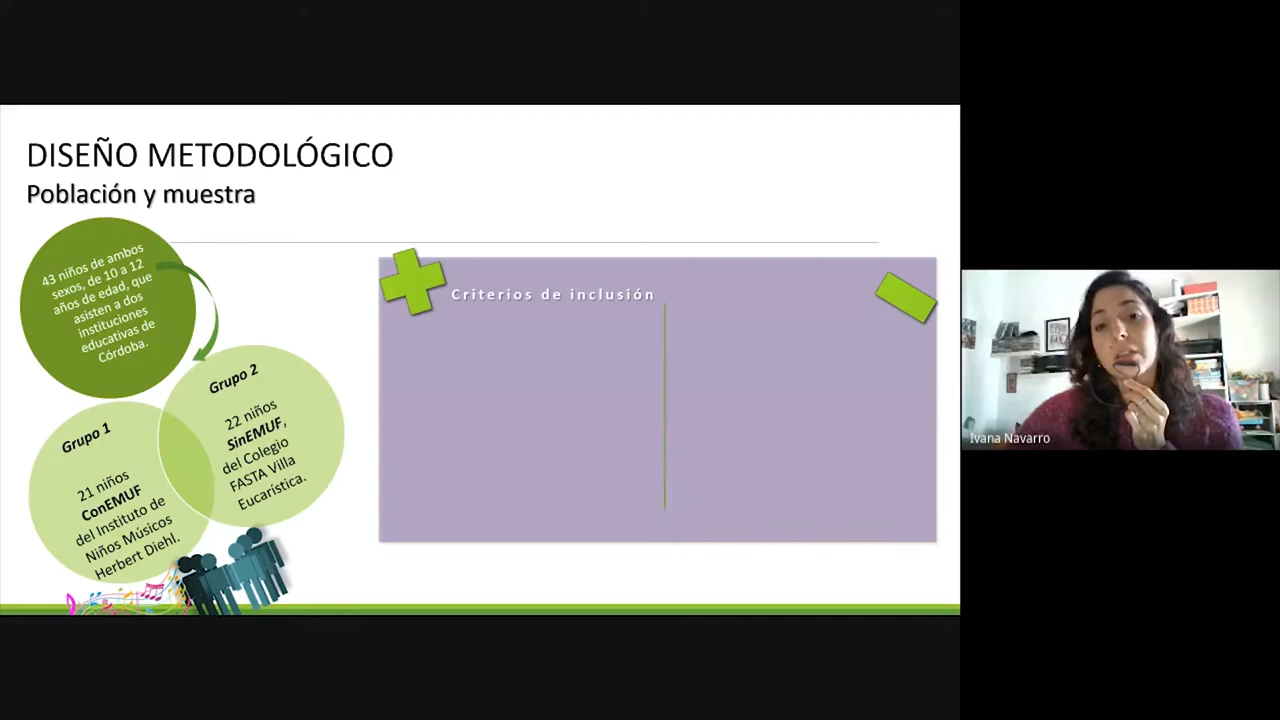 DISEÑO METODOLÓGICO
Población y muestra
43 niños de ambos
sexos, de 10 a 12
años de edad, que
asisten a dos
instituciones
educativas de
Córdoba.
Grupo 2
22 niños
SinEMUF,
del Colegio
FASTA Villa
Eucarística.
Grupo 1
21 niños
ConEMUF
del Instituto de
Niños Músicos
Herbert Diehl.
Criterios de inclusión
Ivana Navarro